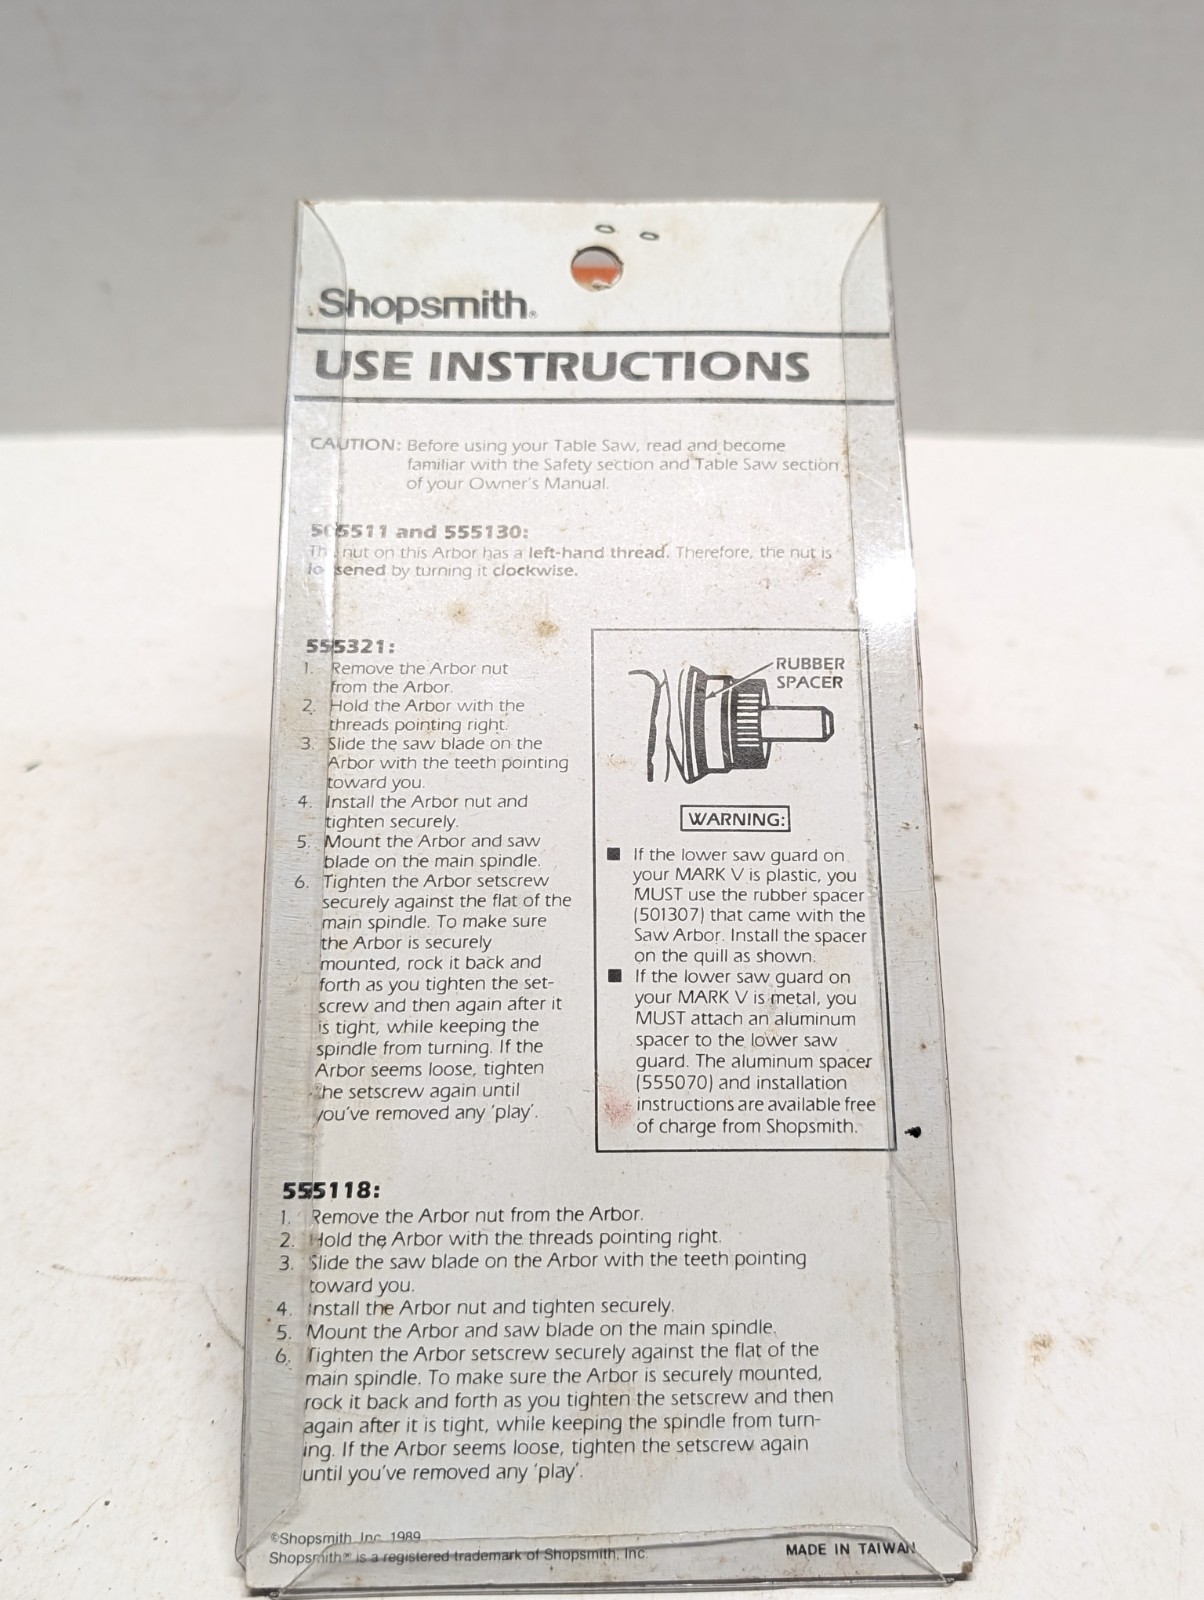 Shopsmith®
USE INSTRUCTIONS
CAUTION: Before using your Table Saw, read and become
familiar with the Safety section and Table Saw section
of your Owner's Manual.
505511 and 555130:
The nut on this Arbor has a left-hand thread. Therefore, the nut is
loosened by turning it clockwise.
555321:
1. Remove the Arbor nut
from the Arbor.
2. Hold the Arbor with the
threads pointing right.
3. Slide the saw blade on the
Arbor with the teeth pointing
toward you.
4. Install the Arbor nut and
tighten securely.
5. Mount the Arbor and saw
blade on the main spindle.
6. Tighten the Arbor setscrew
securely against the flat of the
main spindle. To make sure
the Arbor is securely
mounted, rock it back and
forth as you tighten the set-
screw and then again after it
is tight, while keeping the
spindle from turning. If the
Arbor seems loose, tighten
the setscrew again until
you've removed any 'play'.
RUBBER
SPACER
WARNING:
■ If the lower saw guard on
your MARK V is plastic, you
MUST use the rubber spacer
(501307) that came with the
Saw Arbor. Install the spacer
on the quill as shown.
■ If the lower saw guard on
your MARK V is metal, you
MUST attach an aluminum
spacer to the lower saw
guard. The aluminum spacer
(555070) and installation
instructions are available free
of charge from Shopsmith.
555118:
1. Remove the Arbor nut from the Arbor.
2. Hold the Arbor with the threads pointing right.
3. Slide the saw blade on the Arbor with the teeth pointing
toward you.
4. Install the Arbor nut and tighten securely.
5. Mount the Arbor and saw blade on the main spindle.
6. Tighten the Arbor setscrew securely against the flat of the
main spindle. To make sure the Arbor is securely mounted,
rock it back and forth as you tighten the setscrew and then
again after it is tight, while keeping the spindle from turn-
ing. If the Arbor seems loose, tighten the setscrew again
until you've removed any 'play'.
©Shopsmith Inc. 1989
Shopsmith® is a registered trademark of Shopsmith, Inc.
MADE IN TAIWAN